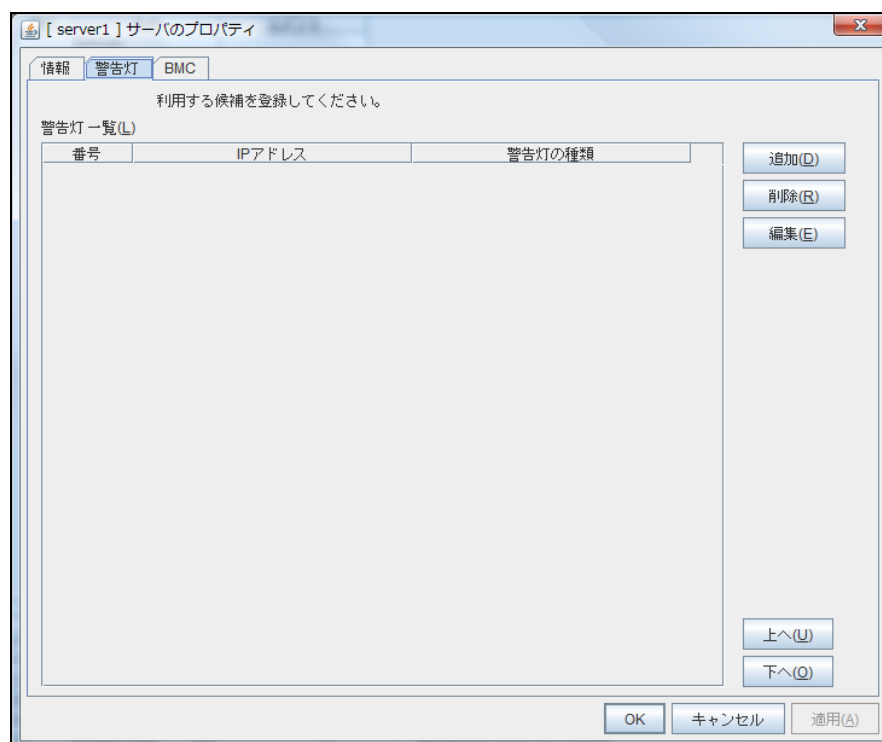 [ server1 ] サーバのプロパティ
情報 警告灯 BMC
利用する候補を登録してください。
警告灯 一覧(L)
番号 IPアドレス 警告灯の種類
追加(D)
削除(R)
編集(E)
上へ(U)
下へ(O)
OK キャンセル 適用(A)